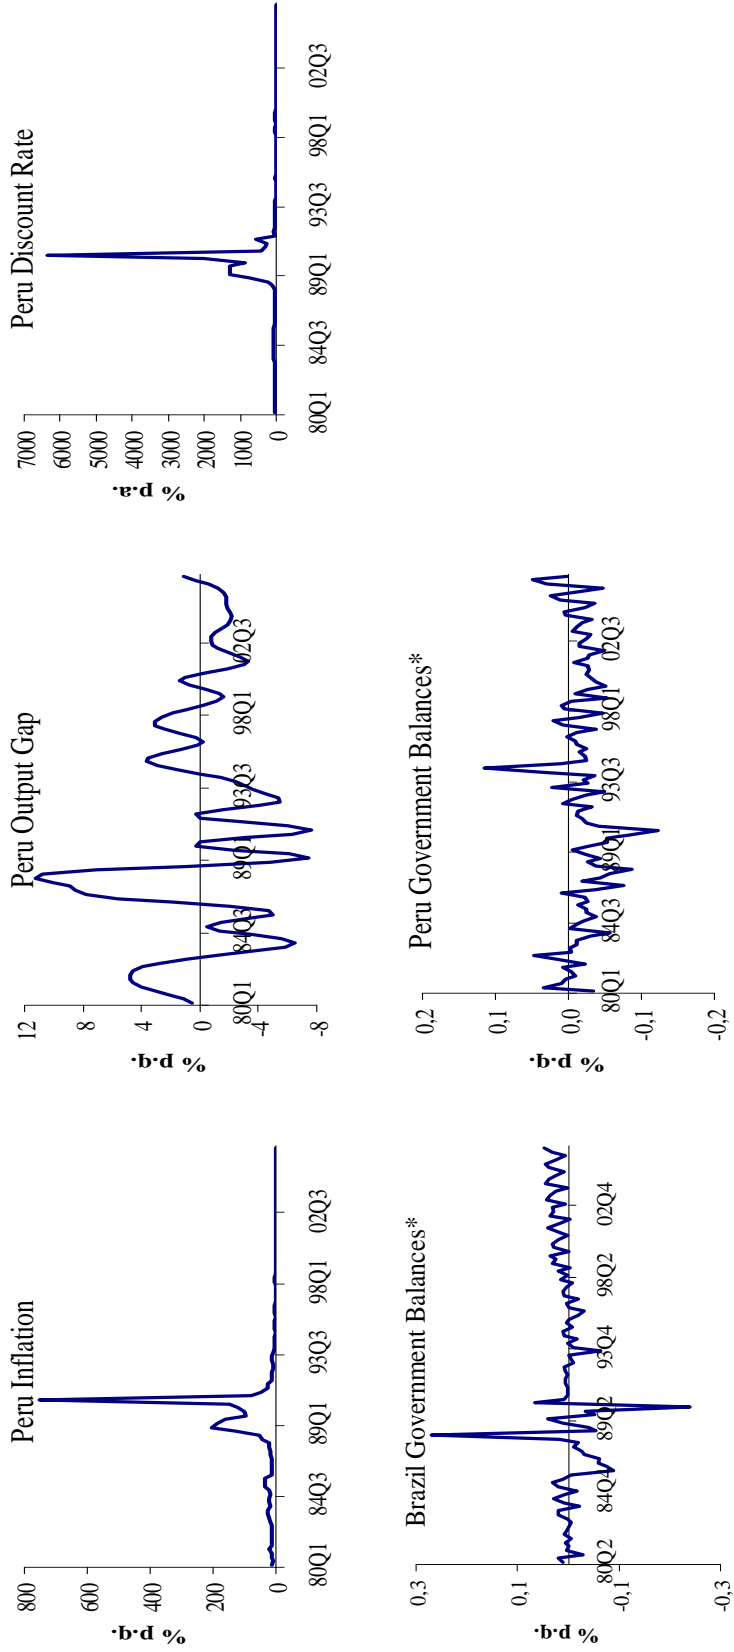 Peru Inflation
800
600
400
200
0
% p.q.
80Q1
84Q3
89Q1
93Q3
98Q1
02Q3
Peru Output Gap
12
8
4
0
-4
-8
% p.q.
80Q1
84Q3
89Q1
93Q3
98Q1
02Q3
Peru Discount Rate
7000
6000
5000
4000
3000
2000
1000
0
% p.a.
80Q1
84Q3
89Q1
93Q3
98Q1
02Q3
Brazil Government Balances*
0,3
0,1
-0,1
-0,3
% p.q.
80Q2
84Q4
89Q2
93Q4
98Q2
02Q4
Peru Government Balances*
0,2
0,1
0,0
-0,1
-0,2
% p.q.
80Q1
84Q3
89Q1
93Q3
98Q1
02Q3